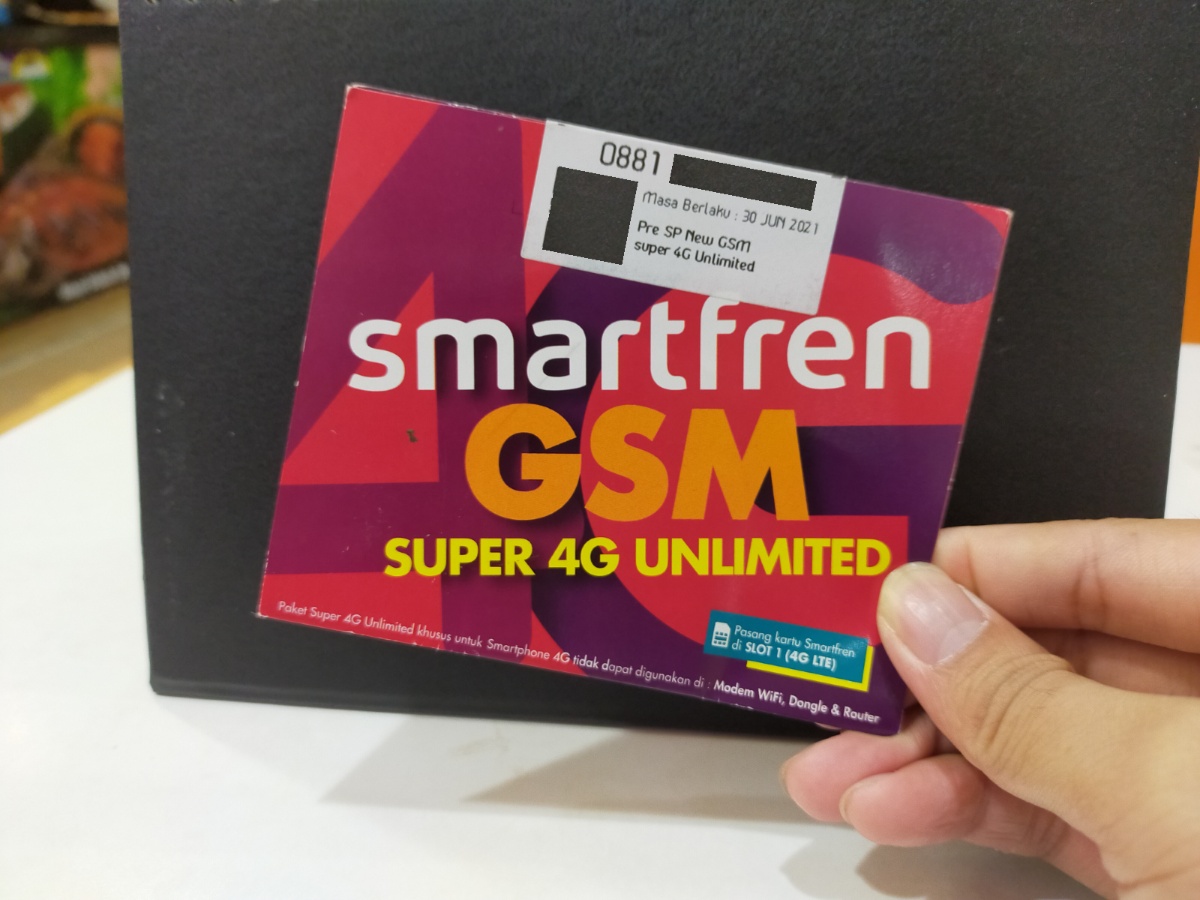 0881
Masa Berlaku : 30 JUN 2021
Pre SP New GSM
super 4G Unlimited
smartfren
GSM
SUPER 4G UNLIMITED
Pasang kartu Smartfren
di SLOT 1 (4G LTE)
Paket Super 4G Unlimited khusus untuk Smartphone 4G tidak dapat digunakan di : Modem WiFi, Dongle & Router